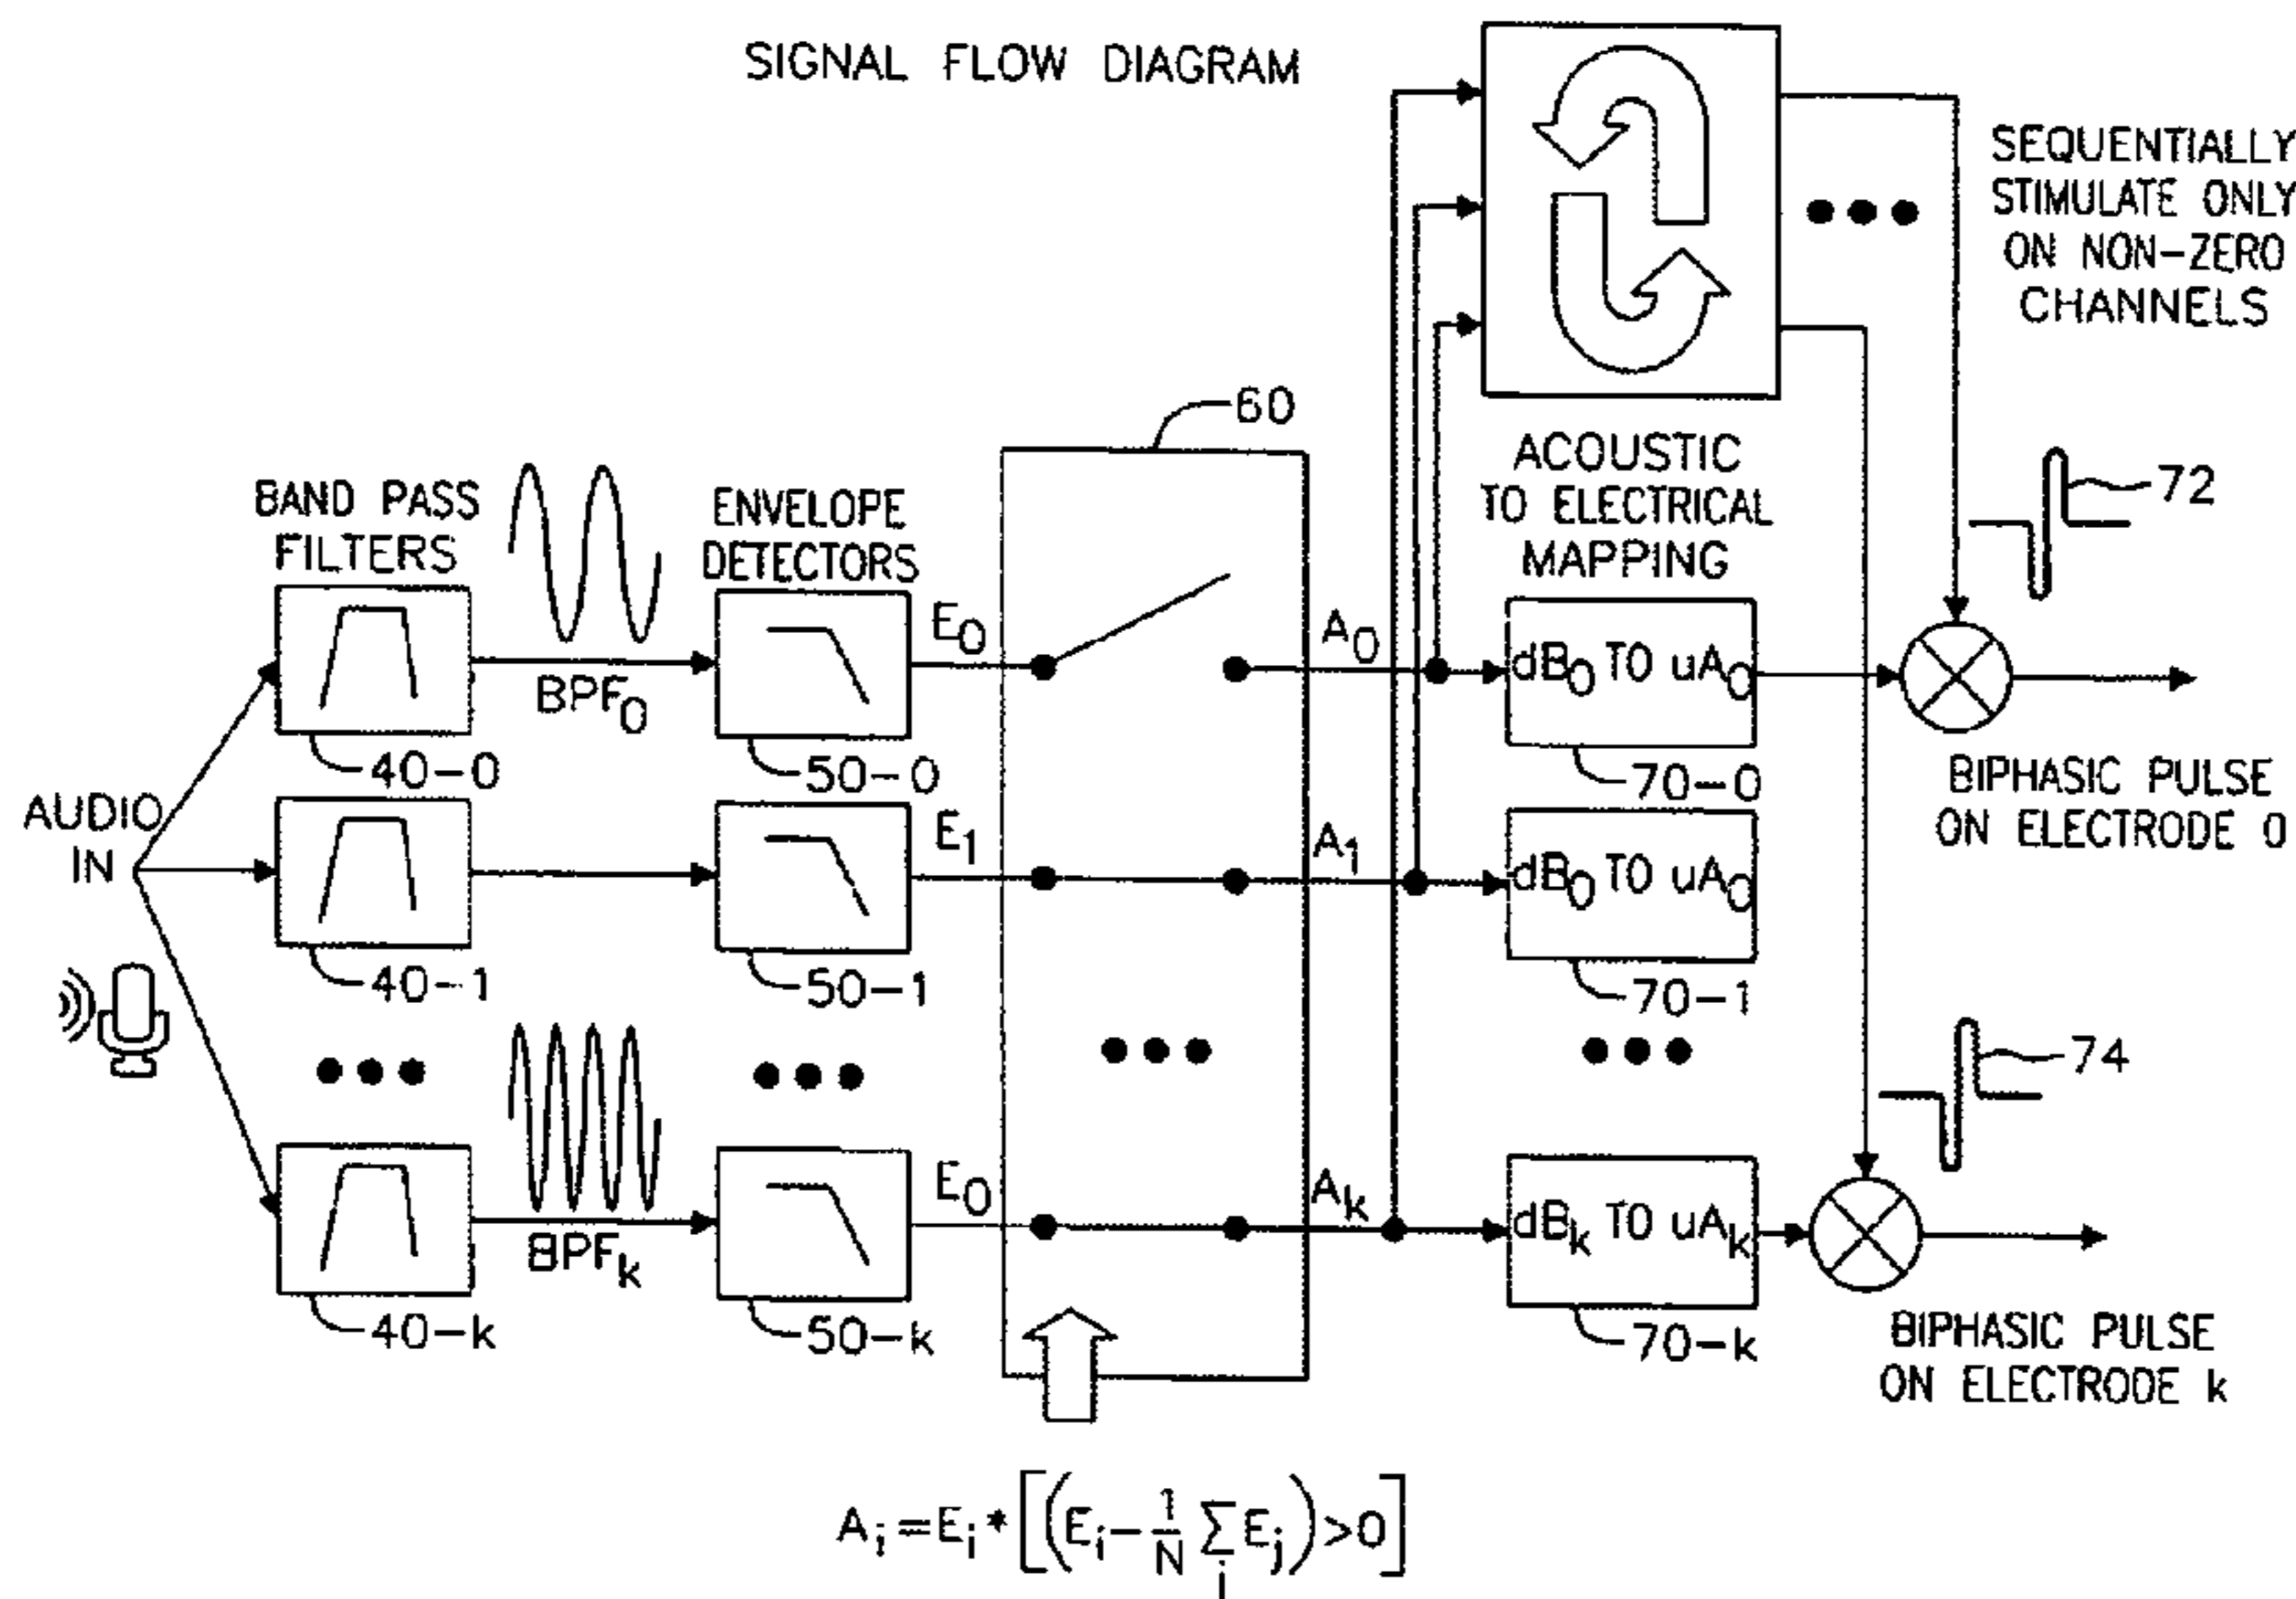 SIGNAL FLOW DIAGRAM
SEQUENTIALLY
STIMULATE ONLY
ON NON-ZERO
CHANNELS
60
BAND PASS
FILTERS
ENVELOPE
DETECTORS
ACOUSTIC
TO ELECTRICAL
MAPPING
72
BPF₀
E₀
A₀
dB₀ TO uA₀
40-0
50-0
70-0
BIPHASIC PULSE
ON ELECTRODE 0
AUDIO
IN
E₁
A₁
dB₀ TO uA₀
40-1
50-1
70-1
74
BPFₖ
E₀
Aₖ
dBₖ TO uAₖ
40-k
50-k
70-k
BIPHASIC PULSE
ON ELECTRODE k
Aᵢ=Eᵢ*[(Eᵢ-1/N ∑ᵢ Eⱼ)>0]